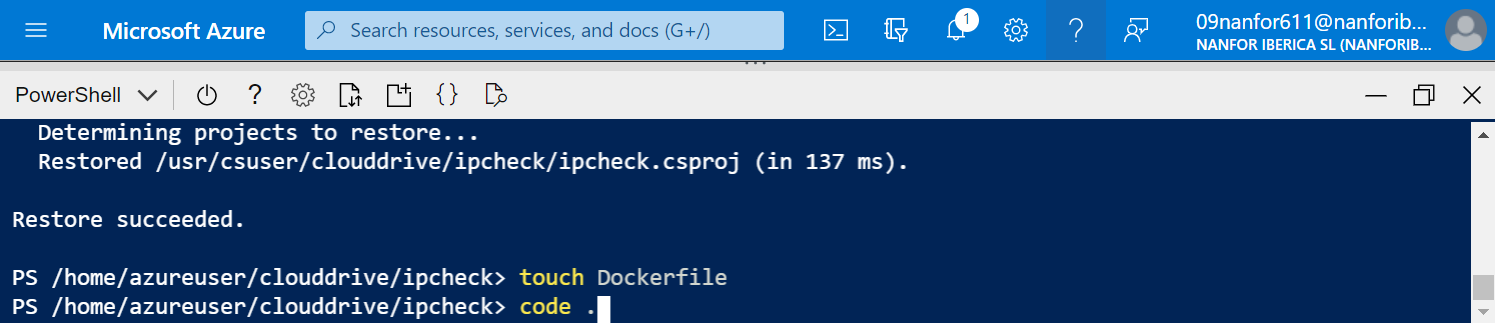 Microsoft Azure
Search resources, services, and docs (G+/)
1
09nanfor611@nanforib...
NANFOR IBERICA SL (NANFORIB...
PowerShell
Determining projects to restore...
Restored /usr/csuser/clouddrive/ipcheck/ipcheck.csproj (in 137 ms).
Restore succeeded.
PS /home/azureuser/clouddrive/ipcheck> touch Dockerfile
PS /home/azureuser/clouddrive/ipcheck> code .